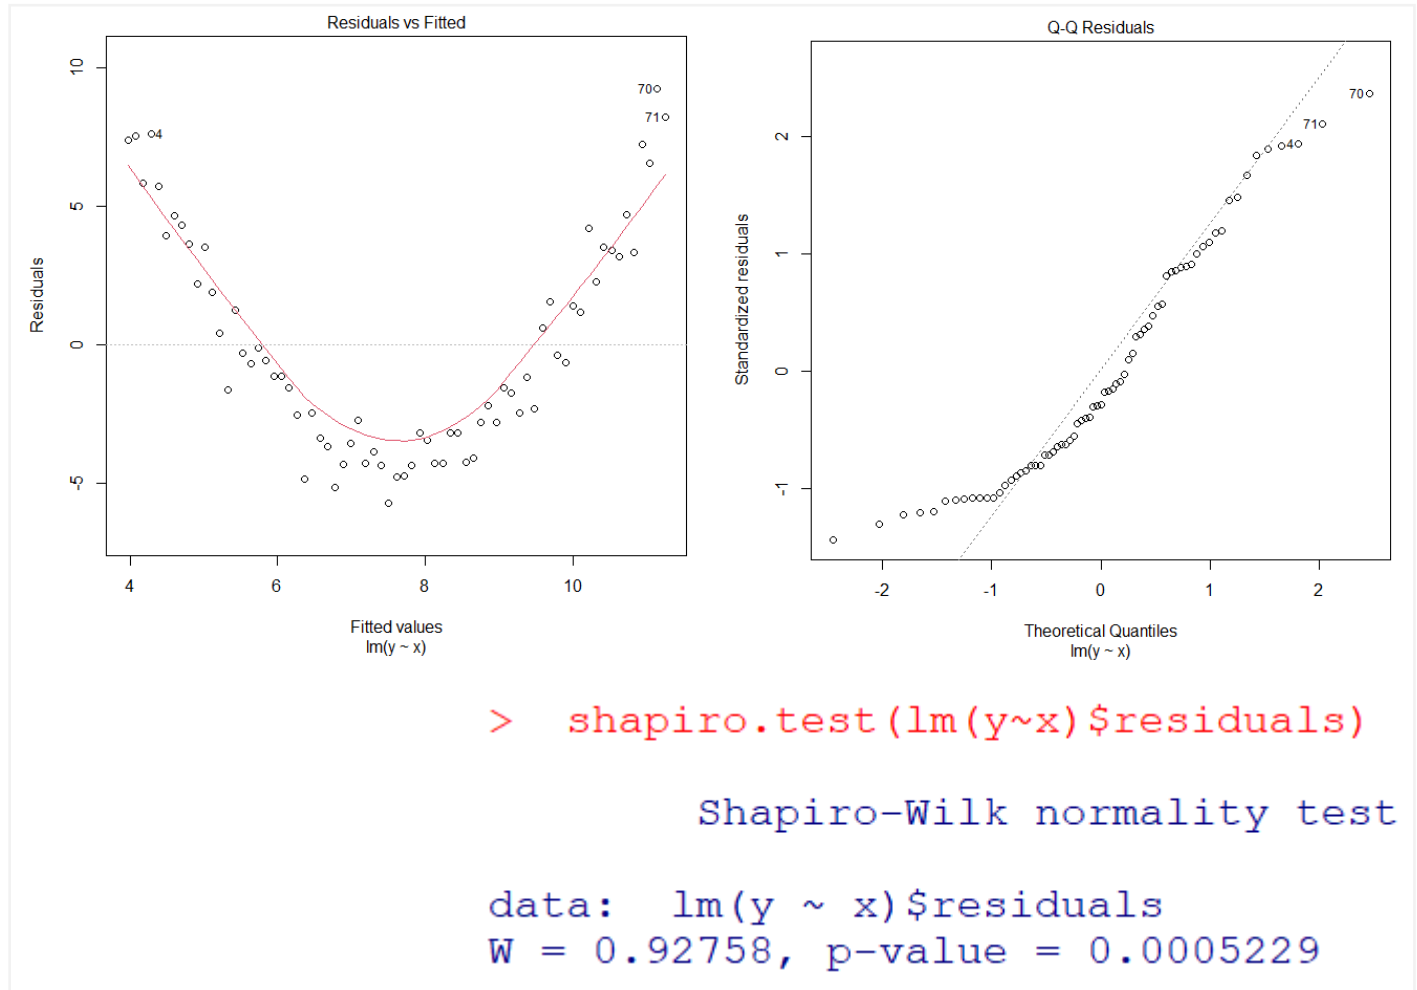 Residuals vs Fitted
Residuals
10
5
0
-5
70
71
4
4 6 8 10
Fitted values
lm(y ~ x)
Q-Q Residuals
Standardized residuals
2
1
0
-1
70
71
4
-2 -1 0 1 2
Theoretical Quantiles
lm(y ~ x)
> shapiro.test(lm(y~x)$residuals)
Shapiro-Wilk normality test
data: lm(y ~ x)$residuals
W = 0.92758, p-value = 0.0005229